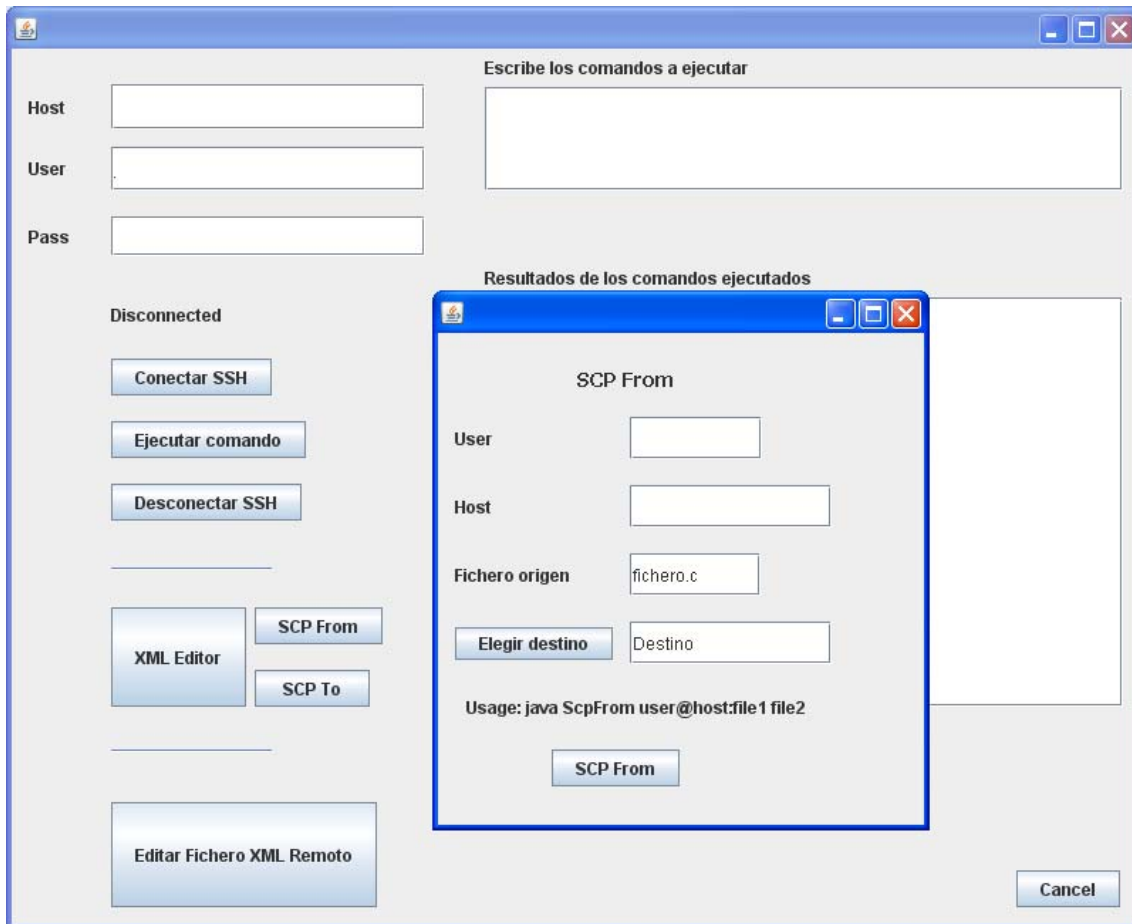 Escribe los comandos a ejecutar
Host
User
.
Pass
Resultados de los comandos ejecutados
Disconnected
Conectar SSH
Ejecutar comando
Desconectar SSH
XML Editor
SCP From
SCP To
Editar Fichero XML Remoto
SCP From
User
Host
Fichero origen
fichero.c
Elegir destino
Destino
Usage: java ScpFrom user@host:file1 file2
SCP From
Cancel